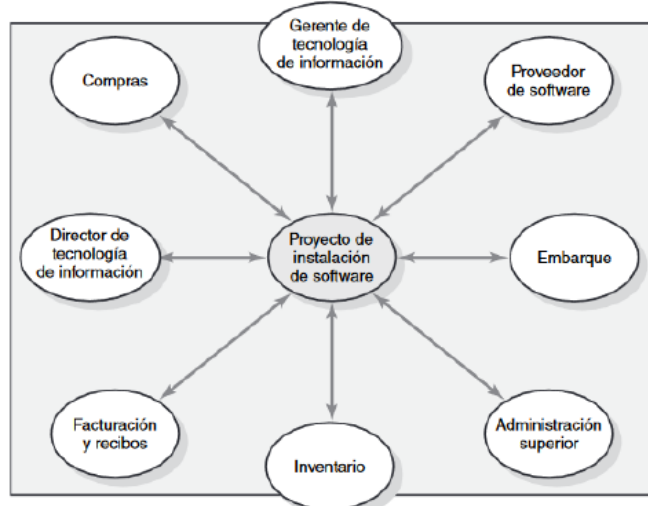 Gerente de
tecnología
de información
Compras
Proveedor
de software
Director de
tecnología
de información
Proyecto de
instalación
de software
Embarque
Facturación
y recibos
Inventario
Administración
superior